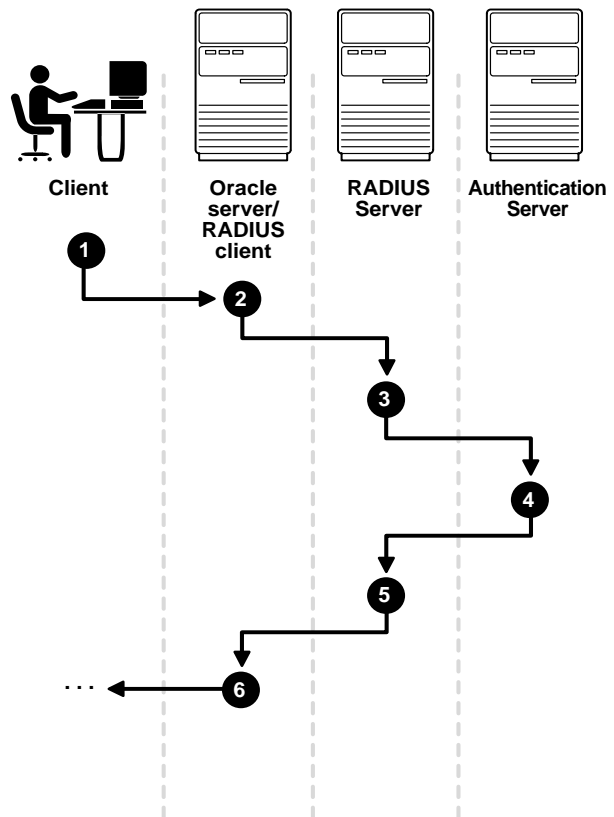 Client
Oracle
server/
RADIUS
client
RADIUS
Server
Authentication
Server
1
2
3
4
5
6
. . .